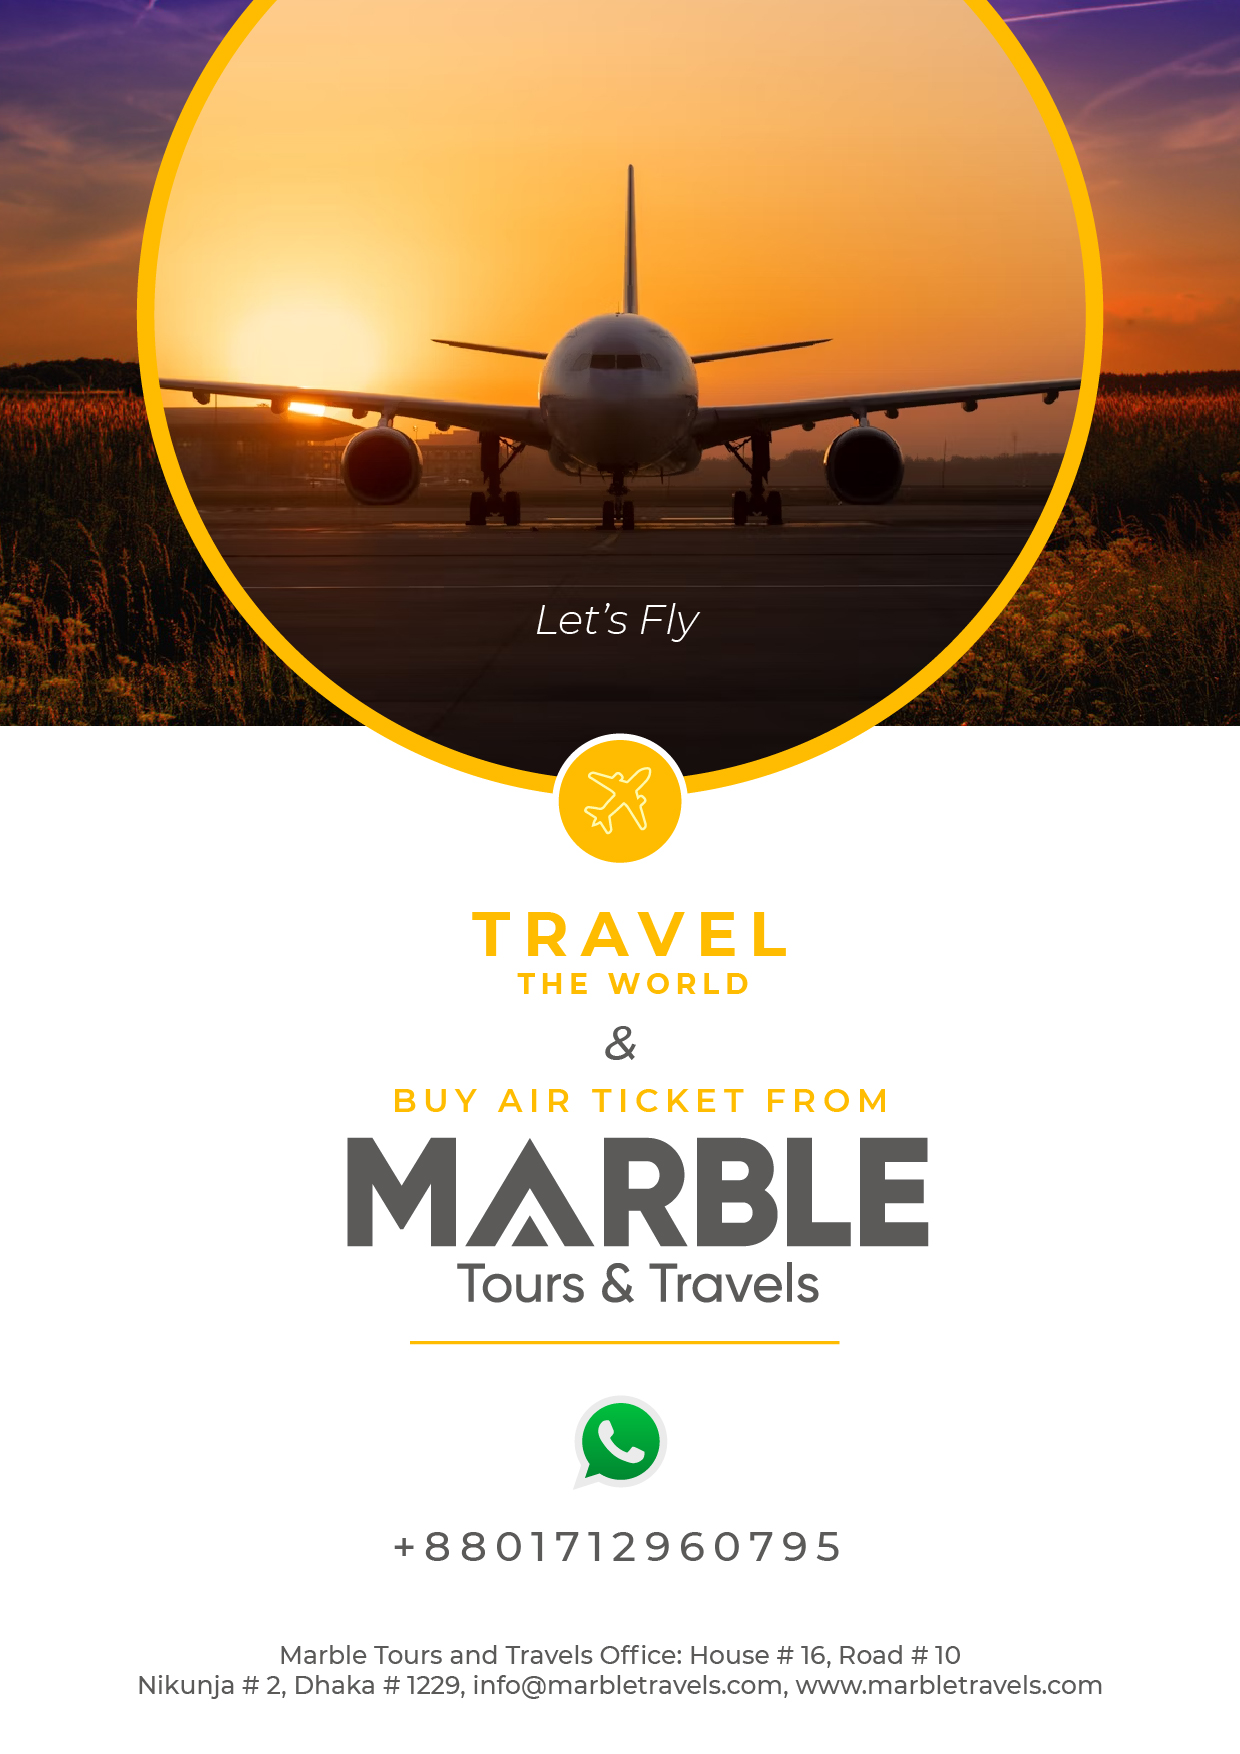 Let’s Fly
TRAVEL
THE WORLD
&
BUY AIR TICKET FROM
MARBLE
Tours & Travels
+8801712960795
Marble Tours and Travels Office: House # 16, Road # 10
Nikunja # 2, Dhaka # 1229, info@marbletravels.com, www.marbletravels.com